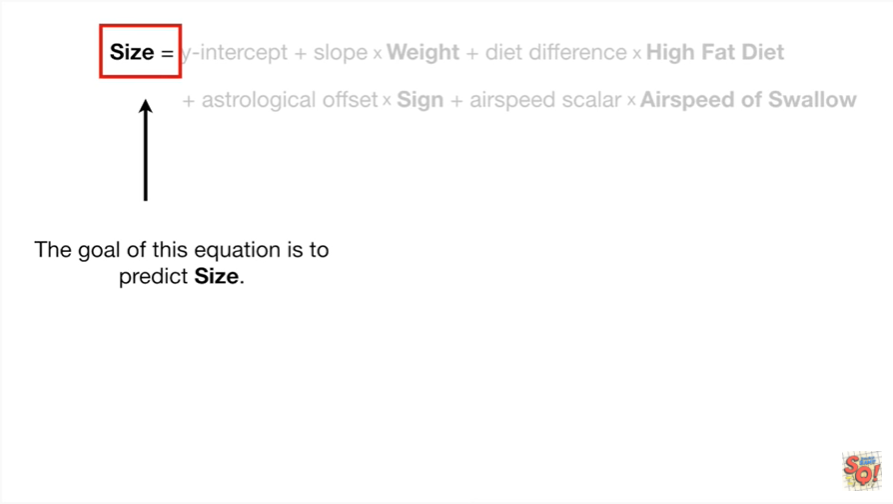 Size = y-intercept + slope x Weight + diet difference x High Fat Diet
+ astrological offset x Sign + airspeed scalar x Airspeed of Swallow
The goal of this equation is to
predict Size.
SQ!